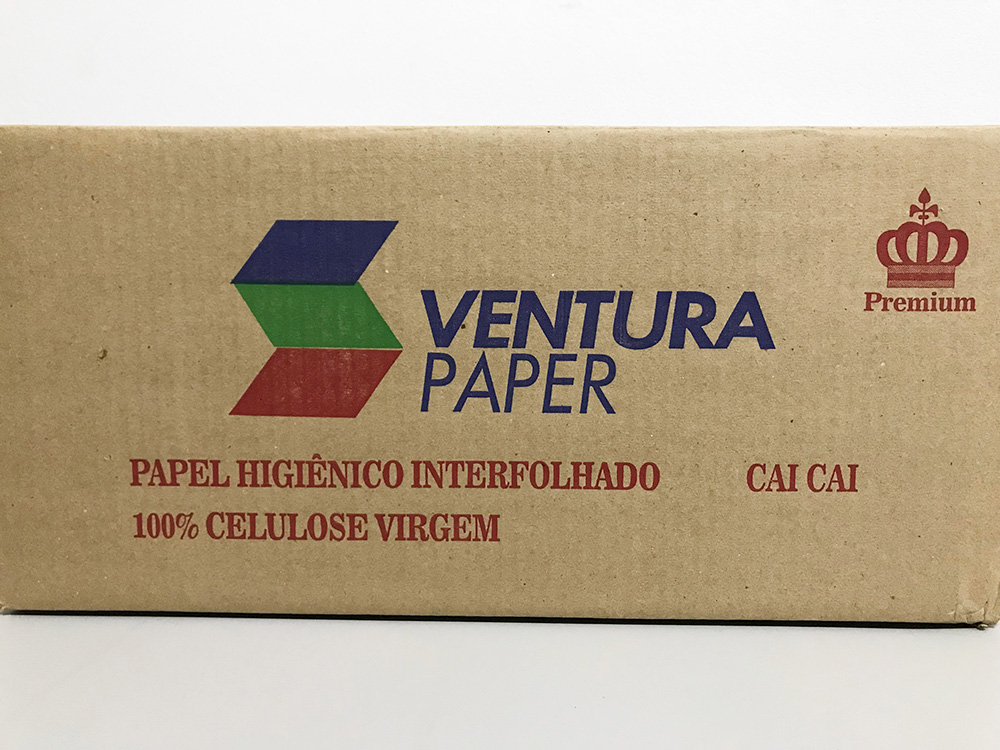 Premium
VENTURA
PAPER
PAPEL HIGIÊNICO INTERFOLHADO CAI CAI
100% CELULOSE VIRGEM